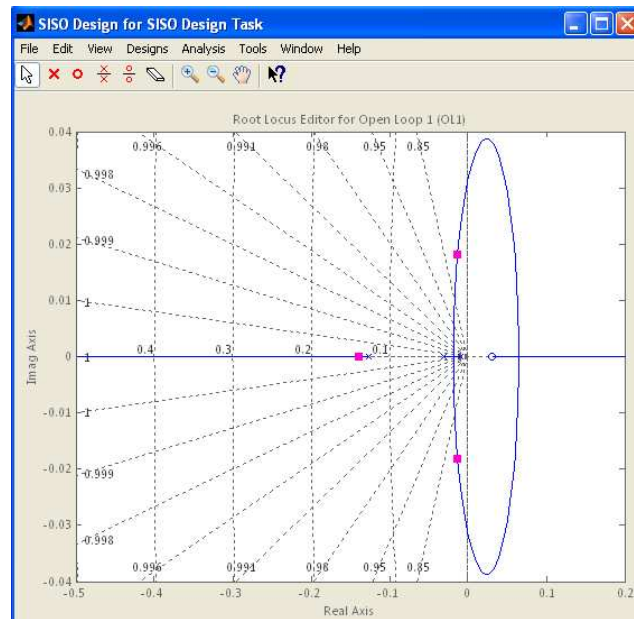 SISO Design for SISO Design Task
File Edit View Designs Analysis Tools Window Help
Root Locus Editor for Open Loop 1 (OL1)
0.04
0.996 0.991 0.98 0.95 0.85
0.998
0.03
0.999
0.02
1
0.01
0.4 0.3 0.2 0.1
0 1
1
-0.01
0.999
-0.02
-0.03
0.998
0.996 0.991 0.98 0.95 0.85
-0.04
-0.5 -0.4 -0.3 -0.2 -0.1 0 0.1 0.2
Real Axis
Imag Axis